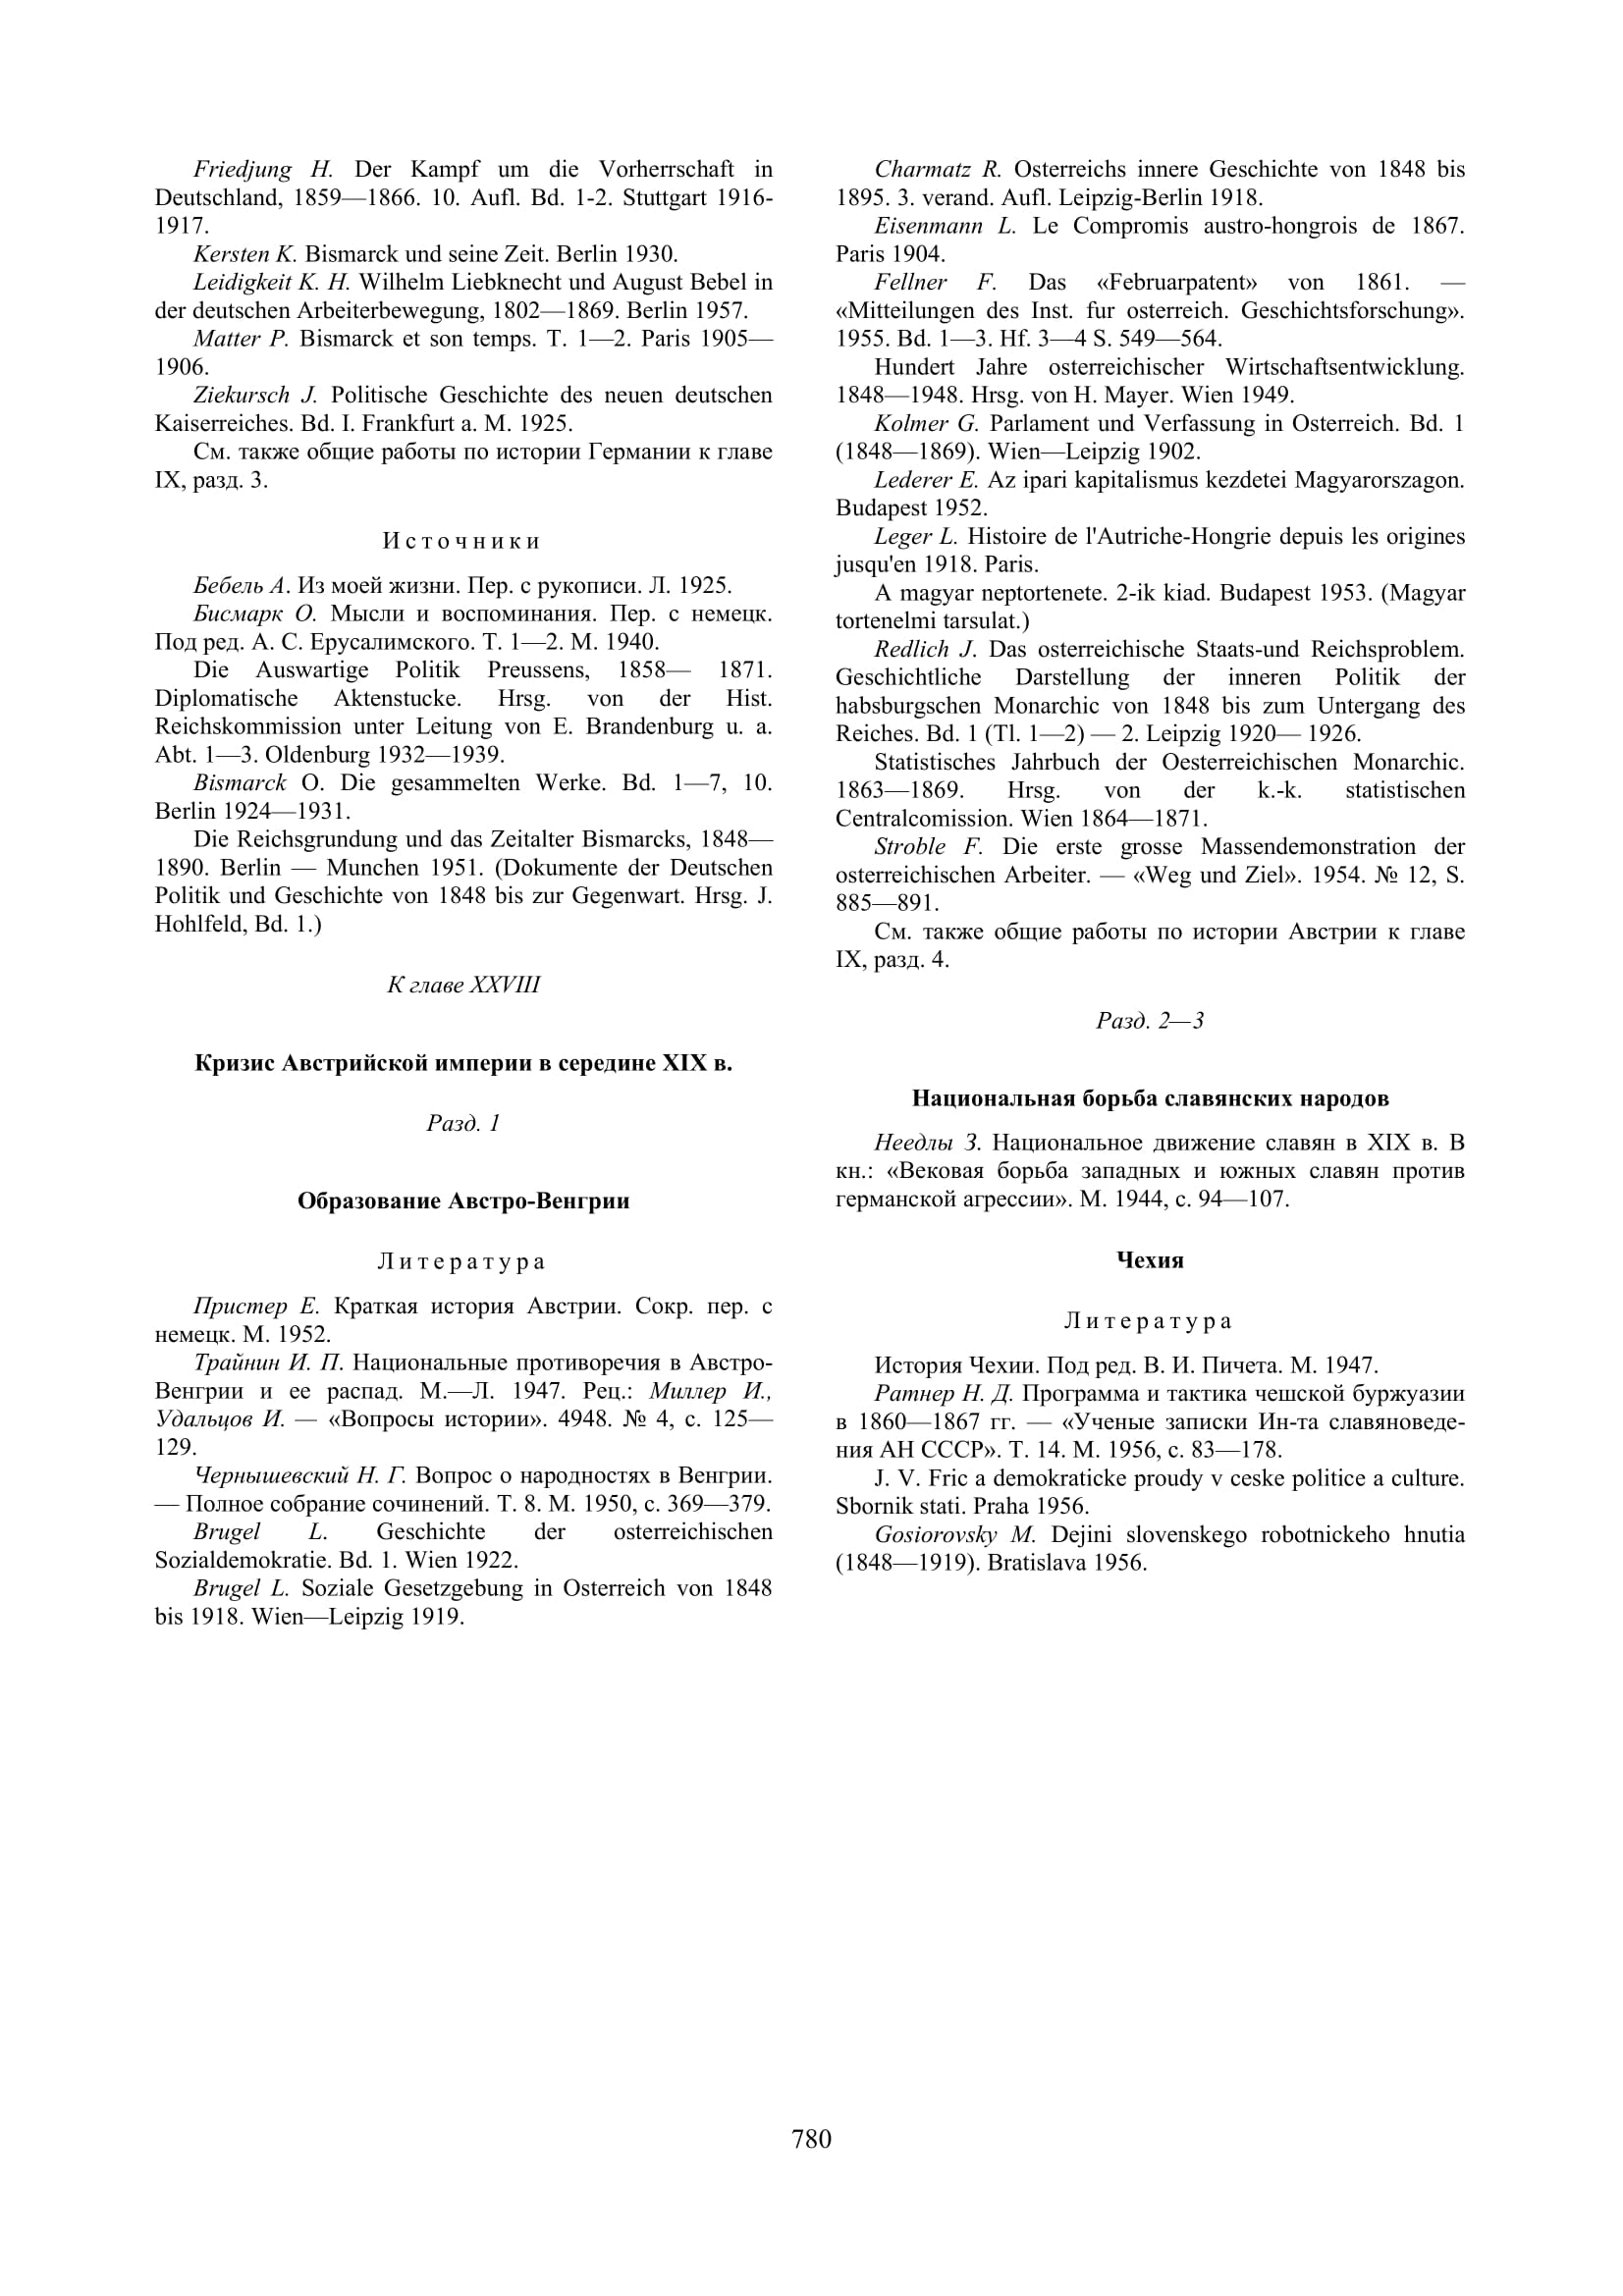 Friedjung H. Der Kampf um die Vorherrschaft in
Deutschland, 1859—1866. 10. Aufl. Bd. 1-2. Stuttgart 1916-
1917.
Kersten K. Bismarck und seine Zeit. Berlin 1930.
Leidigkeit K. H. Wilhelm Liebknecht und August Bebel in
der deutschen Arbeiterbewegung, 1802—1869. Berlin 1957.
Matter P. Bismarck et son temps. T. 1—2. Paris 1905—
1906.
Ziekursch J. Politische Geschichte des neuen deutschen
Kaiserreiches. Bd. I. Frankfurt a. M. 1925.
См. также общие работы по истории Германии к главе
IX, разд. 3.
Источники
Бебель А. Из моей жизни. Пер. с рукописи. Л. 1925.
Бисмарк О. Мысли и воспоминания. Пер. с немецк.
Под ред. А. С. Ерусалимского. Т. 1—2. М. 1940.
Die Auswartige Politik Preussens, 1858— 1871.
Diplomatische Aktenstucke. Hrsg. von der Hist.
Reichskommission unter Leitung von E. Brandenburg u. a.
Abt. 1—3. Oldenburg 1932—1939.
Bismarck O. Die gesammelten Werke. Bd. 1—7, 10.
Berlin 1924—1931.
Die Reichsgrundung und das Zeitalter Bismarcks, 1848—
1890. Berlin — Munchen 1951. (Dokumente der Deutschen
Politik und Geschichte von 1848 bis zur Gegenwart. Hrsg. J.
Hohlfeld, Bd. 1.)
К главе XXVIII
Кризис Австрийской империи в середине XIX в.
Разд. 1
Образование Австро-Венгрии
Литература
Пристер Е. Краткая история Австрии. Сокр. пер. с
немецк. М. 1952.
Трайнин И. П. Национальные противоречия в Австро-
Венгрии и ее распад. М.—Л. 1947. Рец.: Миллер И.,
Удальцов И. — «Вопросы истории». 4948. № 4, с. 125—
129.
Чернышевский Н. Г. Вопрос о народностях в Венгрии.
— Полное собрание сочинений. Т. 8. М. 1950, с. 369—379.
Brugel L. Geschichte der osterreichischen
Sozialdemokratie. Bd. 1. Wien 1922.
Brugel L. Soziale Gesetzgebung in Osterreich von 1848
bis 1918. Wien—Leipzig 1919.
Charmatz R. Osterreichs innere Geschichte von 1848 bis
1895. 3. verand. Aufl. Leipzig-Berlin 1918.
Eisenmann L. Le Compromis austro-hongrois de 1867.
Paris 1904.
Fellner F. Das «Februarpatent» von 1861. —
«Mitteilungen des Inst. fur osterreich. Geschichtsforschung».
1955. Bd. 1—3. Hf. 3—4 S. 549—564.
Hundert Jahre osterreichischer Wirtschaftsentwicklung.
1848—1948. Hrsg. von H. Mayer. Wien 1949.
Kolmer G. Parlament und Verfassung in Osterreich. Bd. 1
(1848—1869). Wien—Leipzig 1902.
Lederer E. Az ipari kapitalismus kezdetei Magyarorszagon.
Budapest 1952.
Leger L. Histoire de l'Autriche-Hongrie depuis les origines
jusqu'en 1918. Paris.
A magyar neptortenete. 2-ik kiad. Budapest 1953. (Magyar
tortenelmi tarsulat.)
Redlich J. Das osterreichische Staats-und Reichsproblem.
Geschichtliche Darstellung der inneren Politik der
habsburgschen Monarchic von 1848 bis zum Untergang des
Reiches. Bd. 1 (Tl. 1—2) — 2. Leipzig 1920— 1926.
Statistisches Jahrbuch der Oesterreichischen Monarchic.
1863—1869. Hrsg. von der k.-k. statistischen
Centralcomission. Wien 1864—1871.
Stroble F. Die erste grosse Massendemonstration der
osterreichischen Arbeiter. — «Weg und Ziel». 1954. № 12, S.
885—891.
См. также общие работы по истории Австрии к главе
IX, разд. 4.
Разд. 2—3
Национальная борьба славянских народов
Неедлы З. Национальное движение славян в XIX в. В
кн.: «Вековая борьба западных и южных славян против
германской агрессии». М. 1944, с. 94—107.
Чехия
Литература
История Чехии. Под ред. В. И. Пичета. М. 1947.
Ратнер Н. Д. Программа и тактика чешской буржуазии
в 1860—1867 гг. — «Ученые записки Ин-та славяноведе-
ния АН СССР». Т. 14. М. 1956, с. 83—178.
J. V. Fric a demokraticke proudy v ceske politice a culture.
Sbornik stati. Praha 1956.
Gosiorovsky M. Dejini slovenskego robotnickeho hnutia
(1848—1919). Bratislava 1956.
780